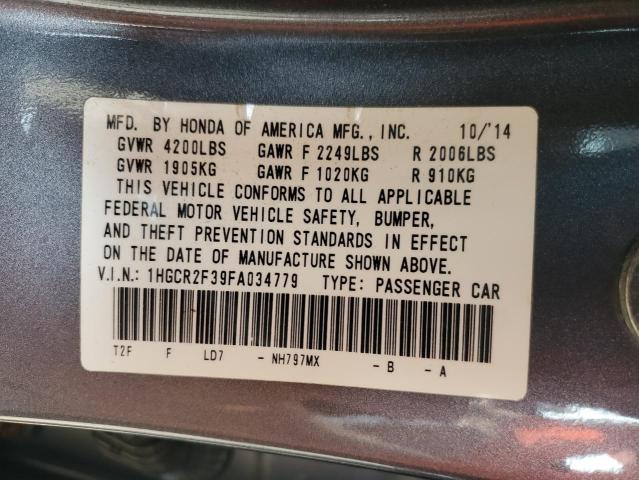 MFD. BY HONDA OF AMERICA MFG., INC. 10/'14
GVWR 4200LBS GAWR F 2249LBS R 2006LBS
GVWR 1905KG GAWR F 1020KG R 910KG
THIS VEHICLE CONFORMS TO ALL APPLICABLE
FEDERAL MOTOR VEHICLE SAFETY, BUMPER,
AND THEFT PREVENTION STANDARDS IN EFFECT
ON THE DATE OF MANUFACTURE SHOWN ABOVE.
V.I.N.: 1HGCR2F39FA034779 TYPE: PASSENGER CAR
T2F F LD7 - NH797MX - B - A